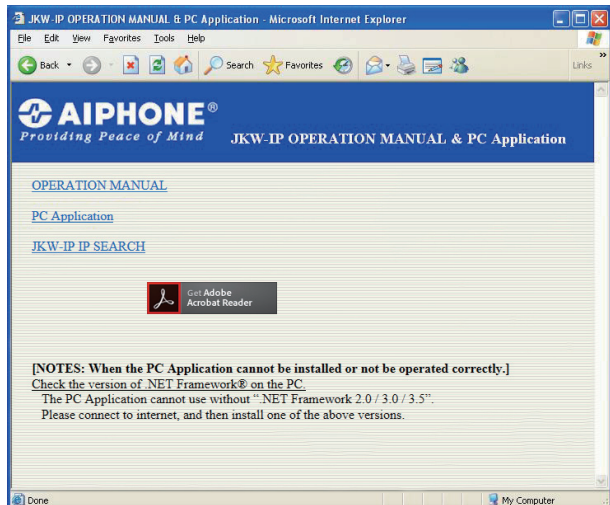 JKW-IP OPERATION MANUAL & PC Application - Microsoft Internet Explorer
File Edit View Favorites Tools Help
Back Search Favorites Links »
AIPHONE®
Providing Peace of Mind
JKW-IP OPERATION MANUAL & PC Application
OPERATION MANUAL
PC Application
JKW-IP IP SEARCH
Get Adobe
Acrobat Reader
[NOTES: When the PC Application cannot be installed or not be operated correctly.]
Check the version of .NET Framework® on the PC.
The PC Application cannot use without “.NET Framework 2.0 / 3.0 / 3.5”.
Please connect to internet, and then install one of the above versions.
Done My Computer